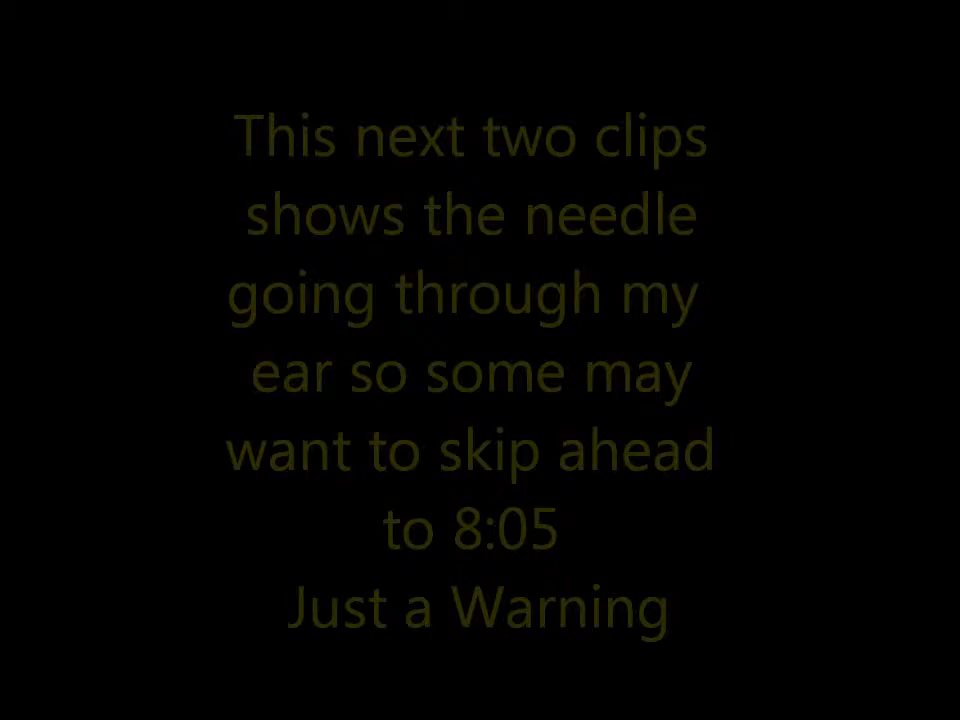 This next two clips
shows the needle
going through my
ear so some may
want to skip ahead
to 8:05
Just a Warning